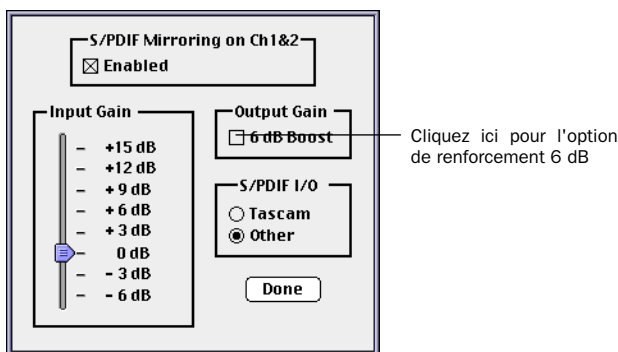 S/PDIF Mirroring on Ch1&2
Enabled
Input Gain
+15 dB
+12 dB
+ 9 dB
+ 6 dB
+ 3 dB
0 dB
- 3 dB
- 6 dB
Output Gain
6 dB Boost
S/PDIF I/O
Tascam
Other
Done
Cliquez ici pour l'option
de renforcement 6 dB